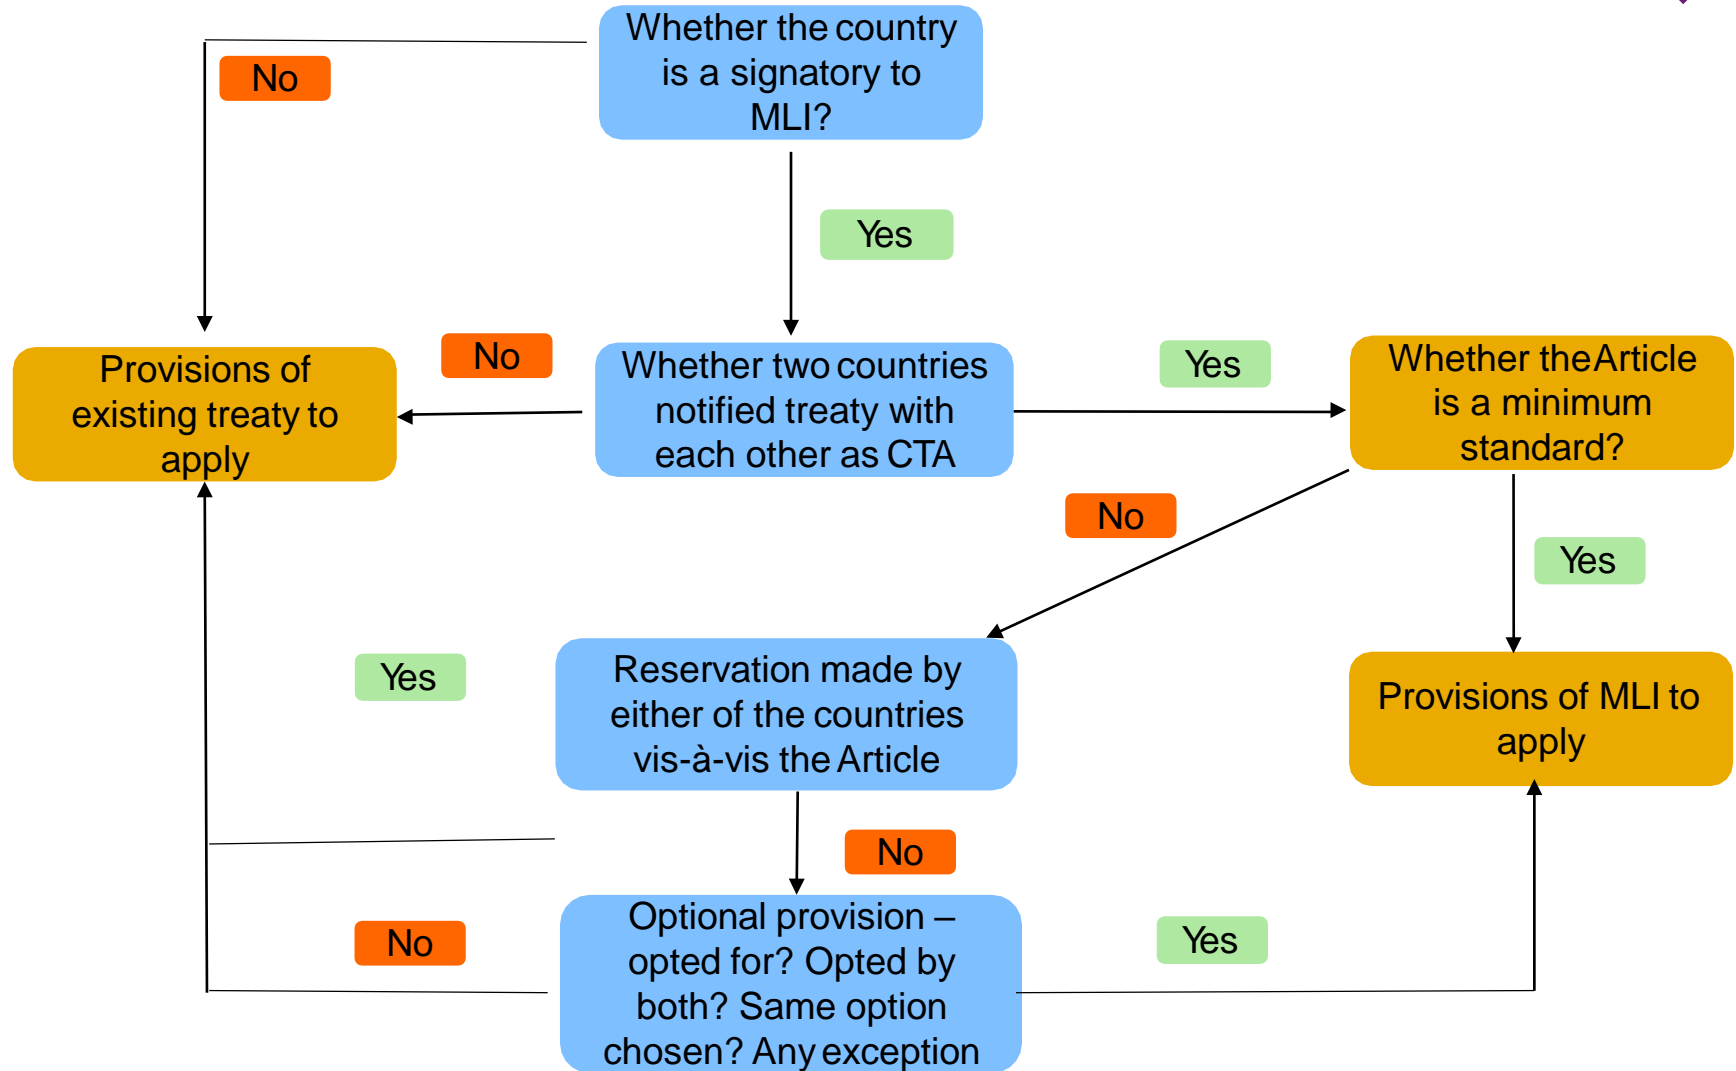 Whether the country
is a signatory to
MLI?
No
Yes
Provisions of
existing treaty to
apply
No
Whether two countries
notified treaty with
each other as CTA
Yes
Whether the Article
is a minimum
standard?
No
Yes
Yes
Reservation made by
either of the countries
vis-à-vis the Article
Provisions of MLI to
apply
No
No
Optional provision –
opted for? Opted by
both? Same option
chosen? Any exception
Yes